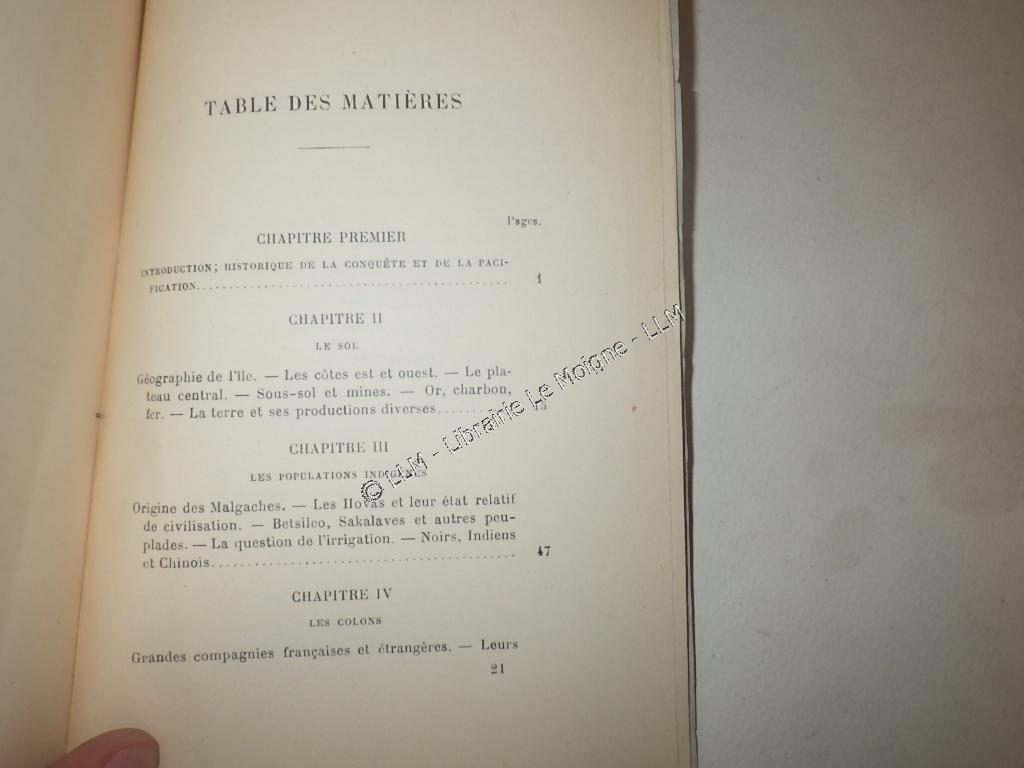 TABLE DES MATIÈRES
Pages.
CHAPITRE PREMIER
INTRODUCTION; HISTORIQUE DE LA CONQUÊTE ET DE LA PACI-
FICATION........................................ 1
CHAPITRE II
LE SOL
Géographie de l'île. — Les côtes est et ouest. — Le pla-
teau central. — Sous-sol et mines. — Or, charbon,
fer. — La terre et ses productions diverses..........
CHAPITRE III
LES POPULATIONS INDIGÈNES
Origine des Malgaches. — Les Hovas et leur état relatif
de civilisation. — Betsileo, Sakalaves et autres peu-
plades. — La question de l'irrigation. — Noirs, Indiens
et Chinois........................................ 47
CHAPITRE IV
LES COLONS
Grandes compagnies françaises et étrangères. — Leurs
21
© LLM - Librairie Le Moigne - LLM